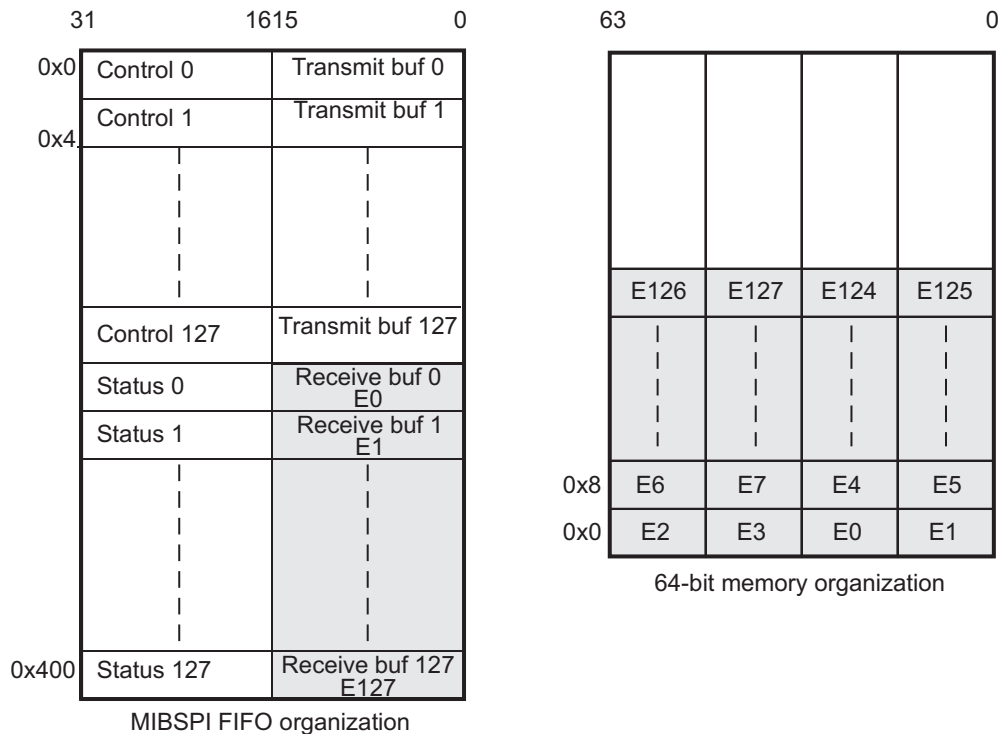 31 1615 0
0x0 Control 0 Transmit buf 0
Control 1 Transmit buf 1
0x4
Control 127 Transmit buf 127
Status 0 Receive buf 0
E0
Status 1 Receive buf 1
E1
0x400 Status 127 Receive buf 127
E127
MIBSPI FIFO organization
63 0
E126 E127 E124 E125
0x8 E6 E7 E4 E5
0x0 E2 E3 E0 E1
64-bit memory organization